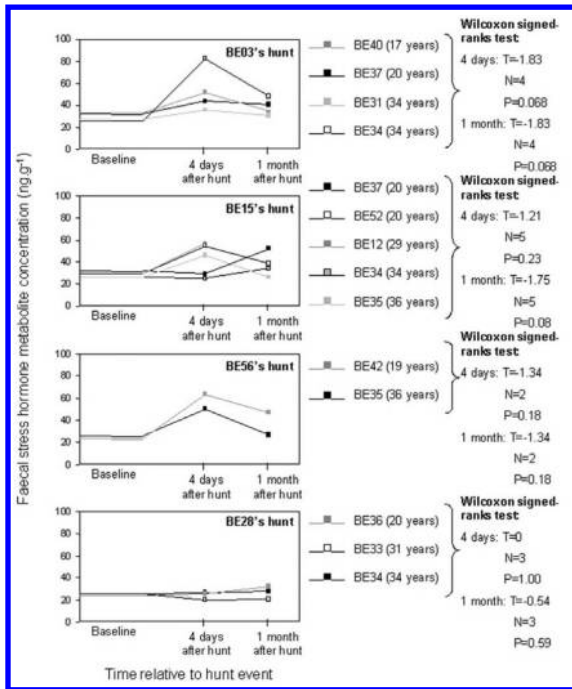 Faecal stress hormone metabolite concentration (ng.g-1)
BE03's hunt
100
80
60
40
20
0
Baseline
4 days
after hunt
1 month
after hunt
BE40 (17 years)
BE37 (20 years)
BE31 (34 years)
BE34 (34 years)
Wilcoxon signed-
ranks test:
4 days: T=-1.83
N=4
P=0.068
1 month: T=-1.83
N=4
P=0.068
BE15's hunt
100
80
60
40
20
0
Baseline
4 days
after hunt
1 month
after hunt
BE37 (20 years)
BE52 (20 years)
BE12 (29 years)
BE34 (34 years)
BE35 (36 years)
Wilcoxon signed-
ranks test:
4 days: T=-1.21
N=5
P=0.23
1 month: T=-1.75
N=5
P=0.08
BE56's hunt
100
80
60
40
20
0
Baseline
4 days
after hunt
1 month
after hunt
BE42 (19 years)
BE35 (36 years)
Wilcoxon signed-
ranks test:
4 days: T=-1.34
N=2
P=0.18
1 month: T=-1.34
N=2
P=0.18
BE28's hunt
100
80
60
40
20
0
Baseline
4 days
after hunt
1 month
after hunt
BE36 (20 years)
BE33 (31 years)
BE34 (34 years)
Wilcoxon signed-
ranks test:
4 days: T=0
N=3
P=1.00
1 month: T=-0.54
N=3
P=0.59
Time relative to hunt event